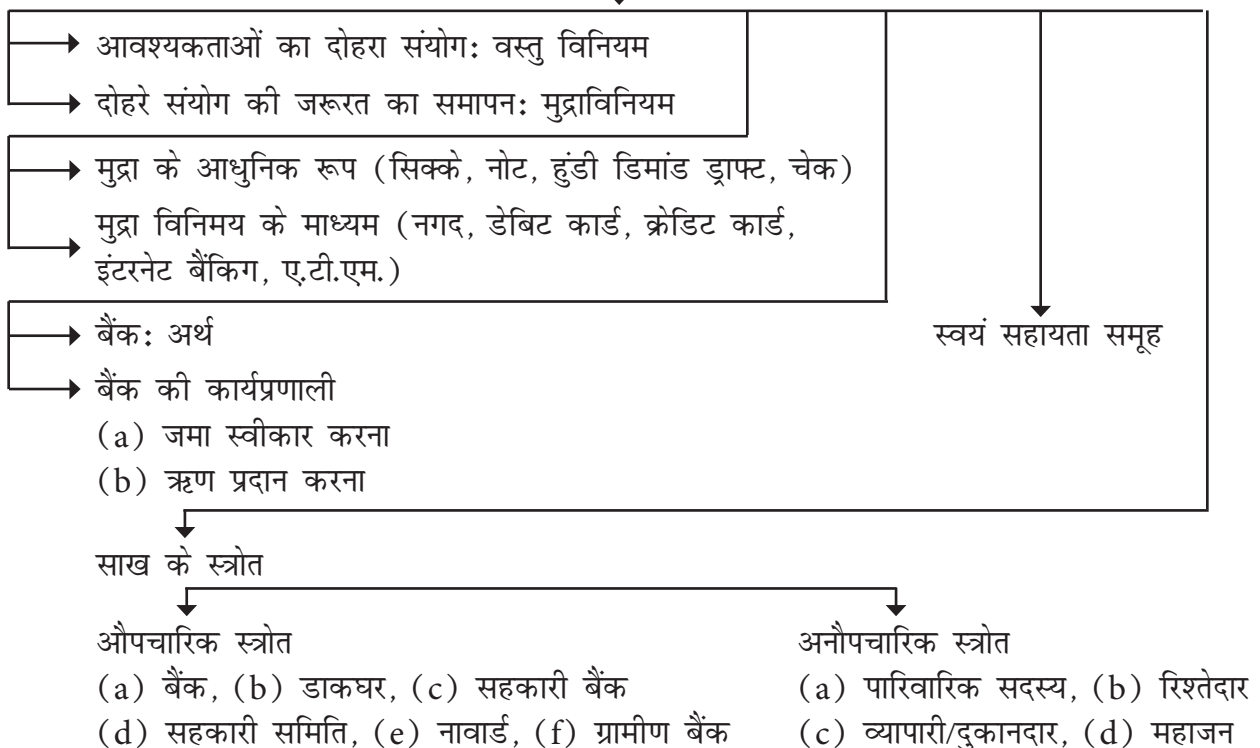 आवश्यकताओं का दोहरा संयोग: वस्तु विनियम
दोहरे संयोग की जरूरत का समापन: मुद्राविनियम
मुद्रा के आधुनिक रूप (सिक्के, नोट, हुंडी डिमांड ड्राफ्ट, चेक)
मुद्रा विनिमय के माध्यम (नगद, डेबिट कार्ड, क्रेडिट कार्ड,
इंटरनेट बैंकिग, ए.टी.एम.)
बैंक: अर्थ
स्वयं सहायता समूह
बैंक की कार्यप्रणाली
(a) जमा स्वीकार करना
(b) ऋण प्रदान करना
साख के स्त्रोत
औपचारिक स्त्रोत
(a) बैंक, (b) डाकघर, (c) सहकारी बैंक
(d) सहकारी समिति, (e) नावार्ड, (f) ग्रामीण बैंक
अनौपचारिक स्त्रोत
(a) पारिवारिक सदस्य, (b) रिश्तेदार
(c) व्यापारी/दुकानदार, (d) महाजन